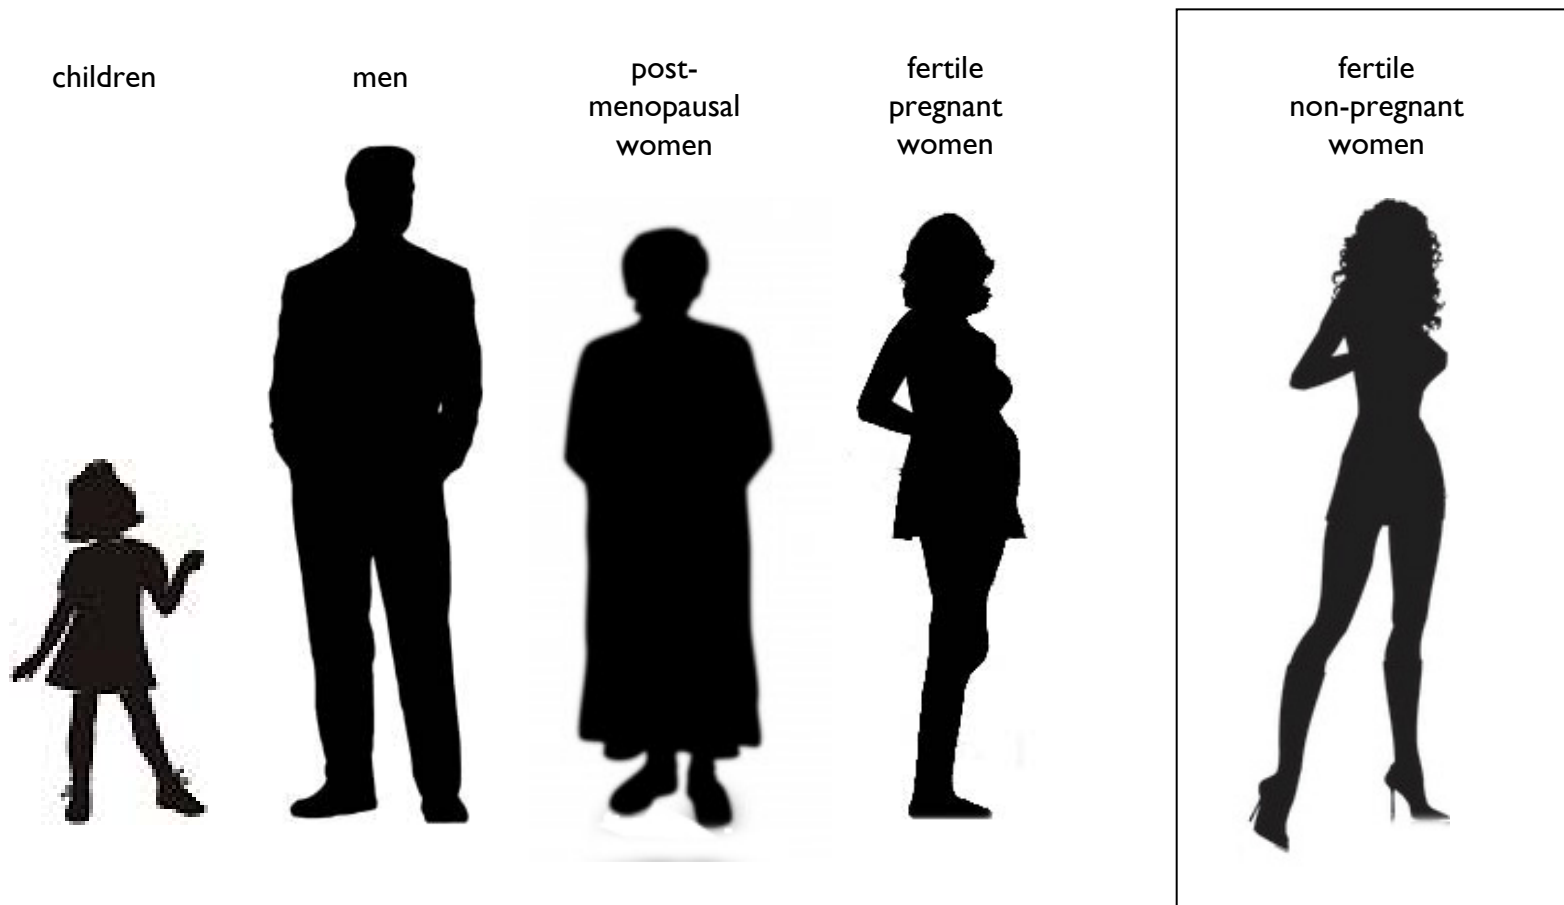 children
men
post-
menopausal
women
fertile
pregnant
women
fertile
non-pregnant
women